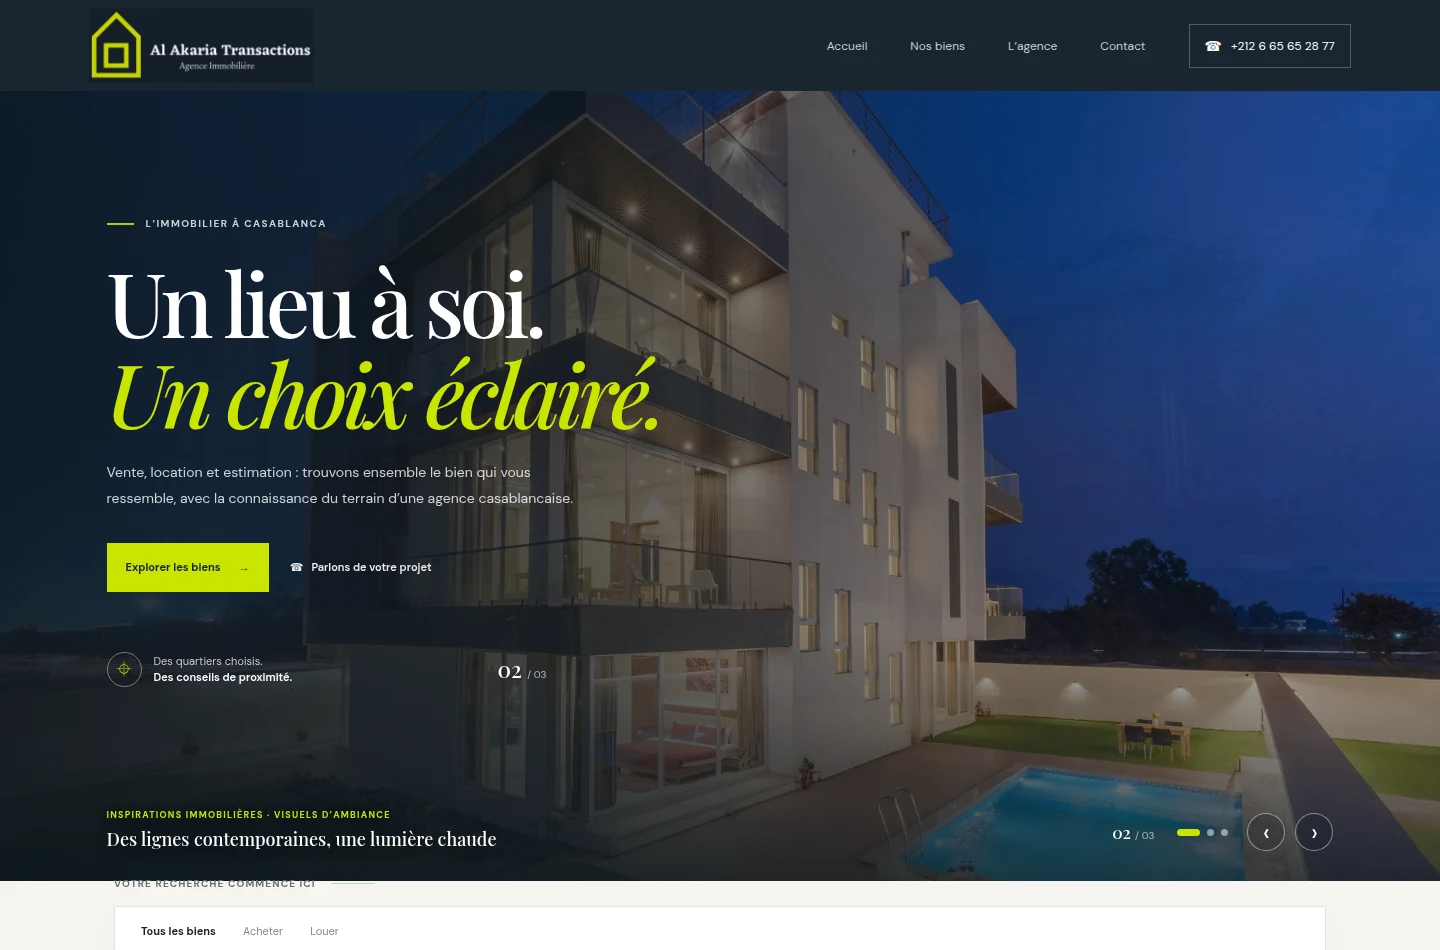 Al Akaria Transactions
Agence Immobilière
Accueil
Nos biens
L’agence
Contact
☎ +212 6 65 65 28 77
L’IMMOBILIER À CASABLANCA
Un lieu à soi.
Un choix éclairé.
Vente, location et estimation : trouvons ensemble le bien qui vous
ressemble, avec la connaissance du terrain d’une agence casablancaise.
Explorer les biens →
☎ Parlons de votre projet
Des quartiers choisis.
Des conseils de proximité.
02 / 03
INSPIRATIONS IMMOBILIÈRES · VISUELS D’AMBIANCE
Des lignes contemporaines, une lumière chaude
02 / 03
‹ ›
VOTRE RECHERCHE COMMENCE ICI
Tous les biens
Acheter
Louer